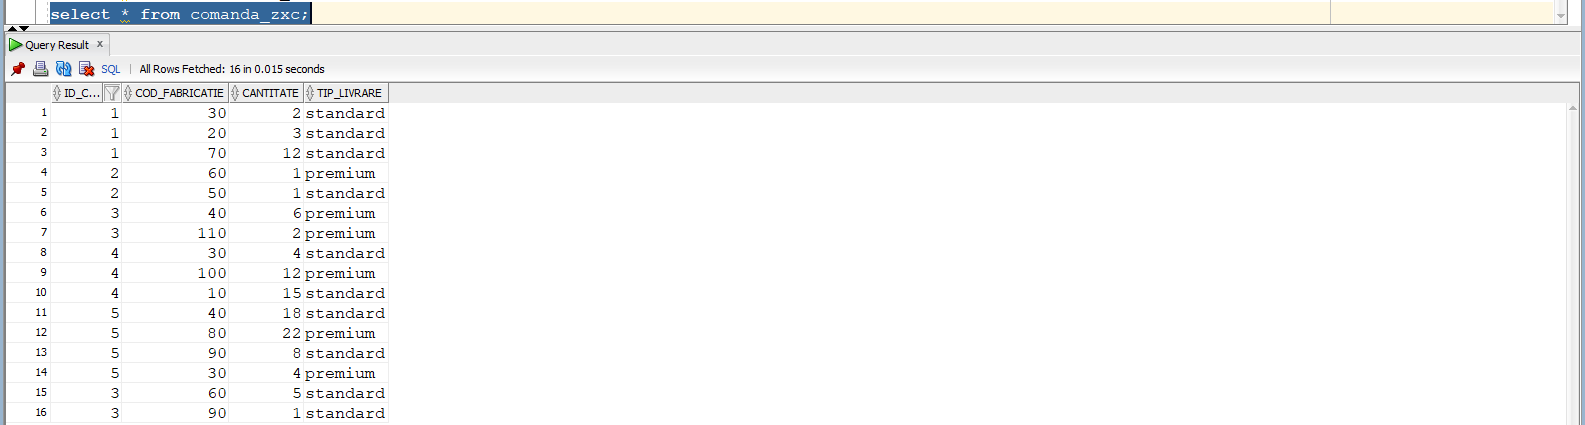 select * from comanda_zxc;
Query Result x
SQL | All Rows Fetched: 16 in 0.015 seconds
ID_C... COD_FABRICATIE CANTITATE TIP_LIVRARE
1 1 30 2 standard
2 1 20 3 standard
3 1 70 12 standard
4 2 60 1 premium
5 2 50 1 standard
6 3 40 6 premium
7 3 110 2 premium
8 4 30 4 standard
9 4 100 12 premium
10 4 10 15 standard
11 5 40 18 standard
12 5 80 22 premium
13 5 90 8 standard
14 5 30 4 premium
15 3 60 5 standard
16 3 90 1 standard